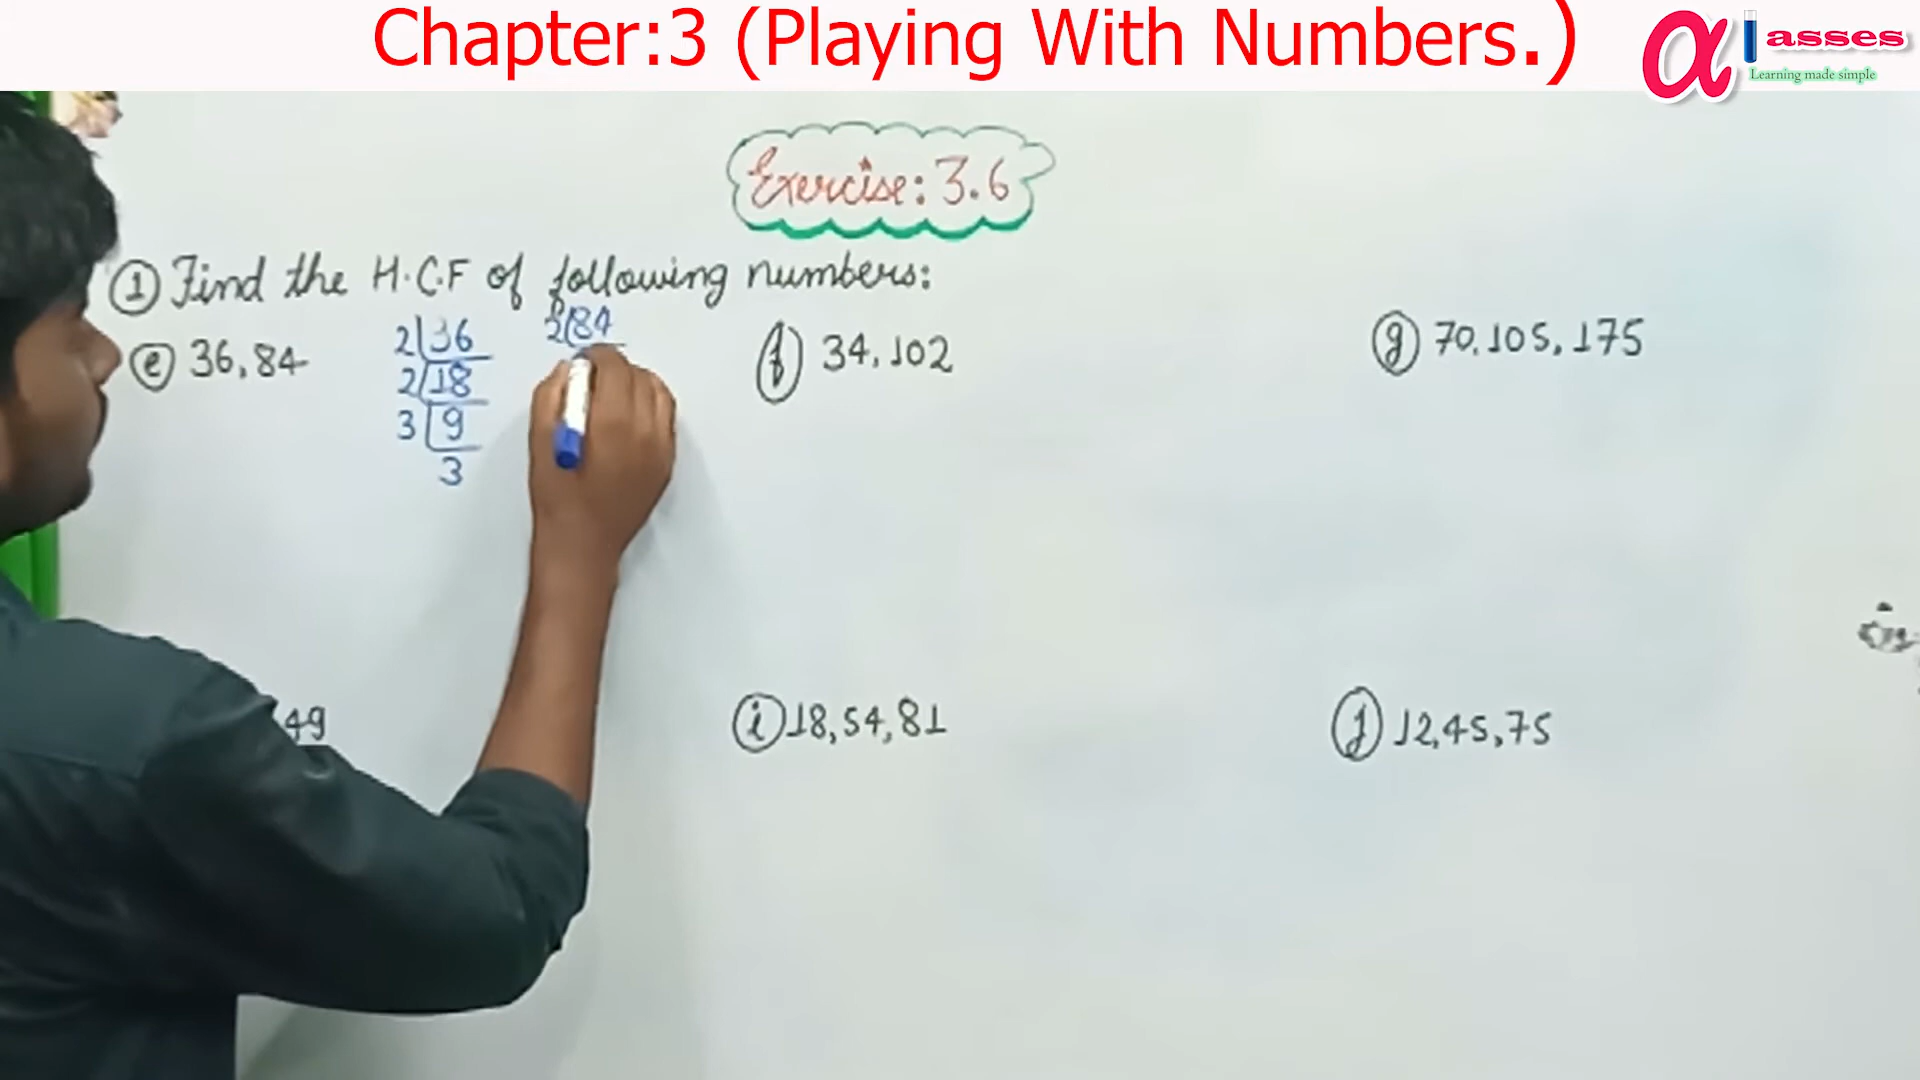 Chapter:3 (Playing With Numbers.)
α lasses
Learning made simple
Exercise: 3.6
① Find the H.C.F of following numbers:
ⓔ 36, 84
2 36
2 18
3 9
3
2 84
ⓕ 34, 102
ⓖ 70, 105, 175
49
ⓘ 18, 54, 81
ⓙ 12, 45, 75